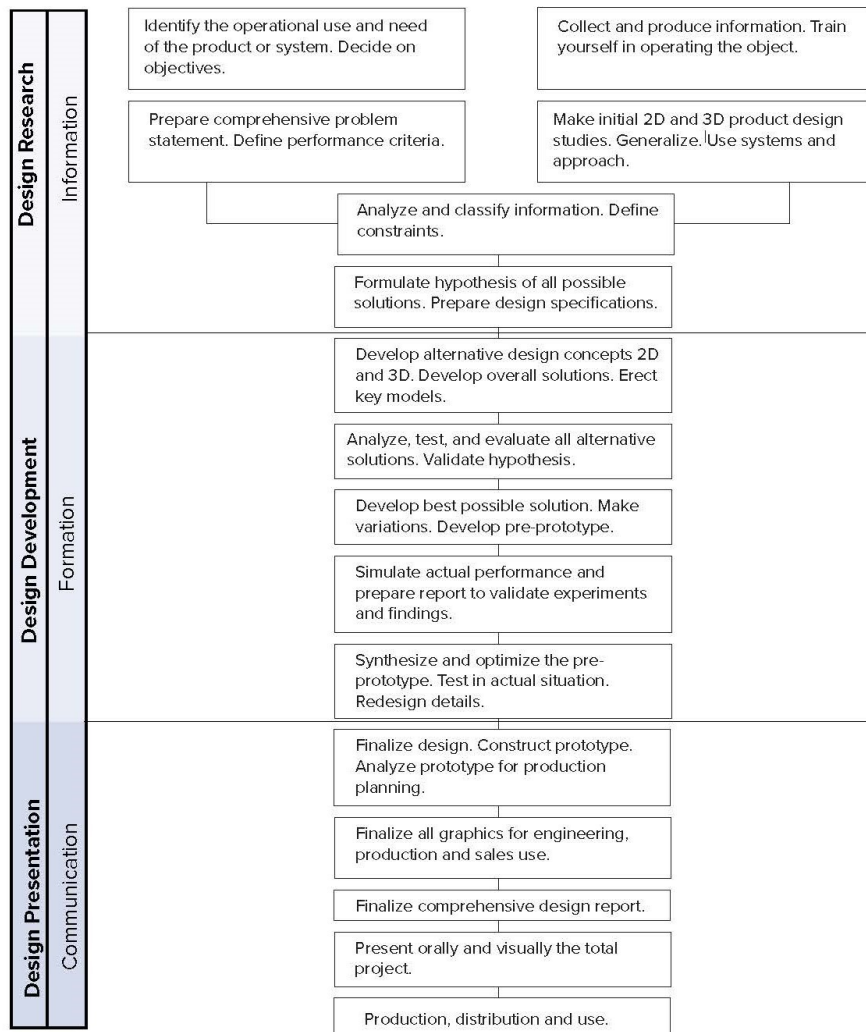 Design Research
Information
Identify the operational use and need
of the product or system. Decide on
objectives.
Collect and produce information. Train
yourself in operating the object.
Prepare comprehensive problem
statement. Define performance criteria.
Make initial 2D and 3D product design
studies. Generalize. Use systems and
approach.
Analyze and classify information. Define
constraints.
Formulate hypothesis of all possible
solutions. Prepare design specifications.
Design Development
Formation
Develop alternative design concepts 2D
and 3D. Develop overall solutions. Erect
key models.
Analyze, test, and evaluate all alternative
solutions. Validate hypothesis.
Develop best possible solution. Make
variations. Develop pre-prototype.
Simulate actual performance and
prepare report to validate experiments
and findings.
Synthesize and optimize the pre-
prototype. Test in actual situation.
Redesign details.
Design Presentation
Communication
Finalize design. Construct prototype.
Analyze prototype for production
planning.
Finalize all graphics for engineering,
production and sales use.
Finalize comprehensive design report.
Present orally and visually the total
project.
Production, distribution and use.